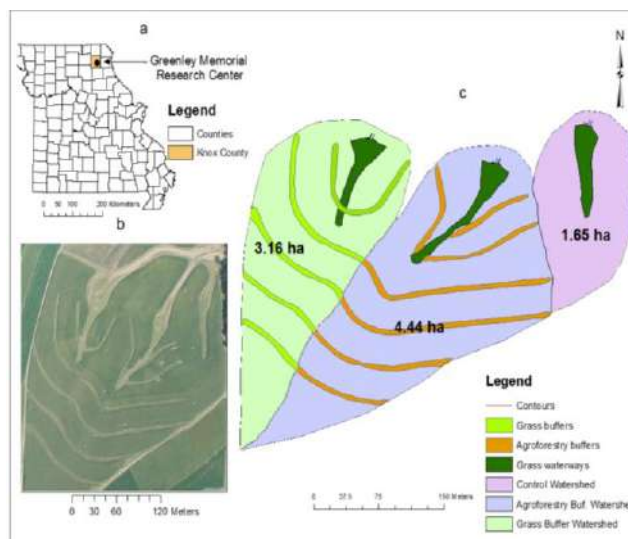 a
Greenley Memorial
Research Center
Legend
Counties
Knox County
0 50 100 200 Kilometers
b
0 30 60 120
Meters
c
N
3.16 ha
4.44 ha
1.65 ha
Legend
Contours
Grass buffers
Agroforestry buffers
Grass waterways
Control Watershed
Agroforestry Buf. Watershe
Grass Buffer Watershed
0 37.5 75 150 Meters